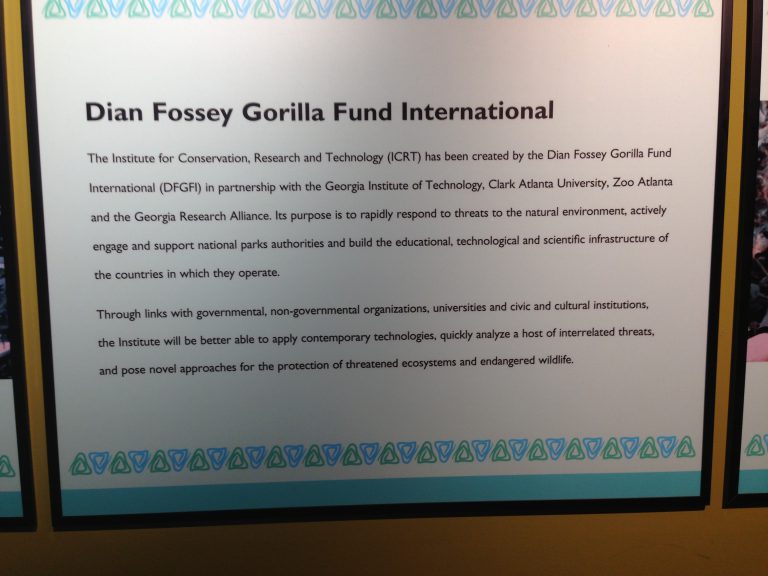 Dian Fossey Gorilla Fund International
The Institute for Conservation, Research and Technology (ICRT) has been created by the Dian Fossey Gorilla Fund
International (DFGFI) in partnership with the Georgia Institute of Technology, Clark Atlanta University, Zoo Atlanta
and the Georgia Research Alliance. Its purpose is to rapidly respond to threats to the natural environment, actively
engage and support national parks authorities and build the educational, technological and scientific infrastructure of
the countries in which they operate.
Through links with governmental, non-governmental organizations, universities and civic and cultural institutions,
the Institute will be better able to apply contemporary technologies, quickly analyze a host of interrelated threats,
and pose novel approaches for the protection of threatened ecosystems and endangered wildlife.